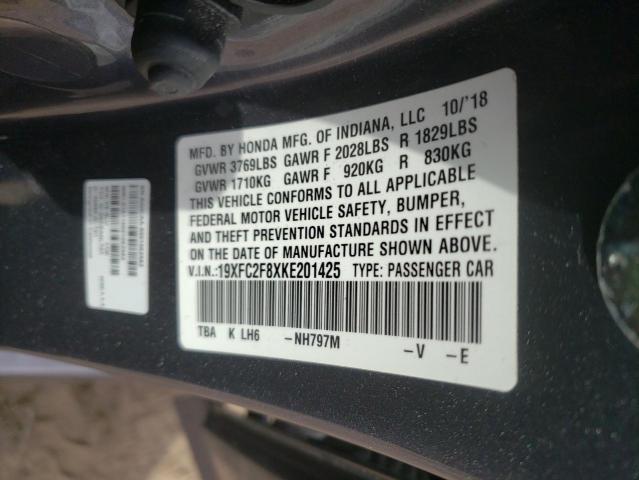 MFD. BY HONDA MFG. OF INDIANA, LLC 10/'18
GVWR 3769LBS GAWR F 2028LBS R 1829LBS
GVWR 1710KG GAWR F 920KG R 830KG
THIS VEHICLE CONFORMS TO ALL APPLICABLE
FEDERAL MOTOR VEHICLE SAFETY, BUMPER,
AND THEFT PREVENTION STANDARDS IN EFFECT
ON THE DATE OF MANUFACTURE SHOWN ABOVE.
V.I.N.:19XFC2F8XKE201425 TYPE: PASSENGER CAR
TBA K LH6 -NH797M -V -E